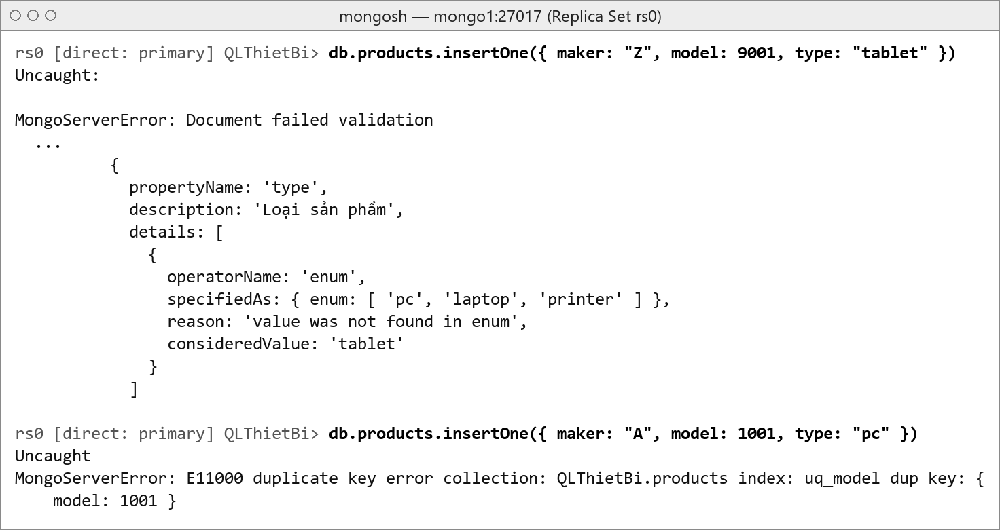 mongosh — mongo1:27017 (Replica Set rs0)
rs0 [direct: primary] QLThietBi> db.products.insertOne({ maker: "Z", model: 9001, type: "tablet" })
Uncaught:
MongoServerError: Document failed validation
...
{
propertyName: 'type',
description: 'Loại sản phẩm',
details: [
{
operatorName: 'enum',
specifiedAs: { enum: [ 'pc', 'laptop', 'printer' ] },
reason: 'value was not found in enum',
consideredValue: 'tablet'
}
]
rs0 [direct: primary] QLThietBi> db.products.insertOne({ maker: "A", model: 1001, type: "pc" })
Uncaught
MongoServerError: E11000 duplicate key error collection: QLThietBi.products index: uq_model dup key: {
model: 1001 }